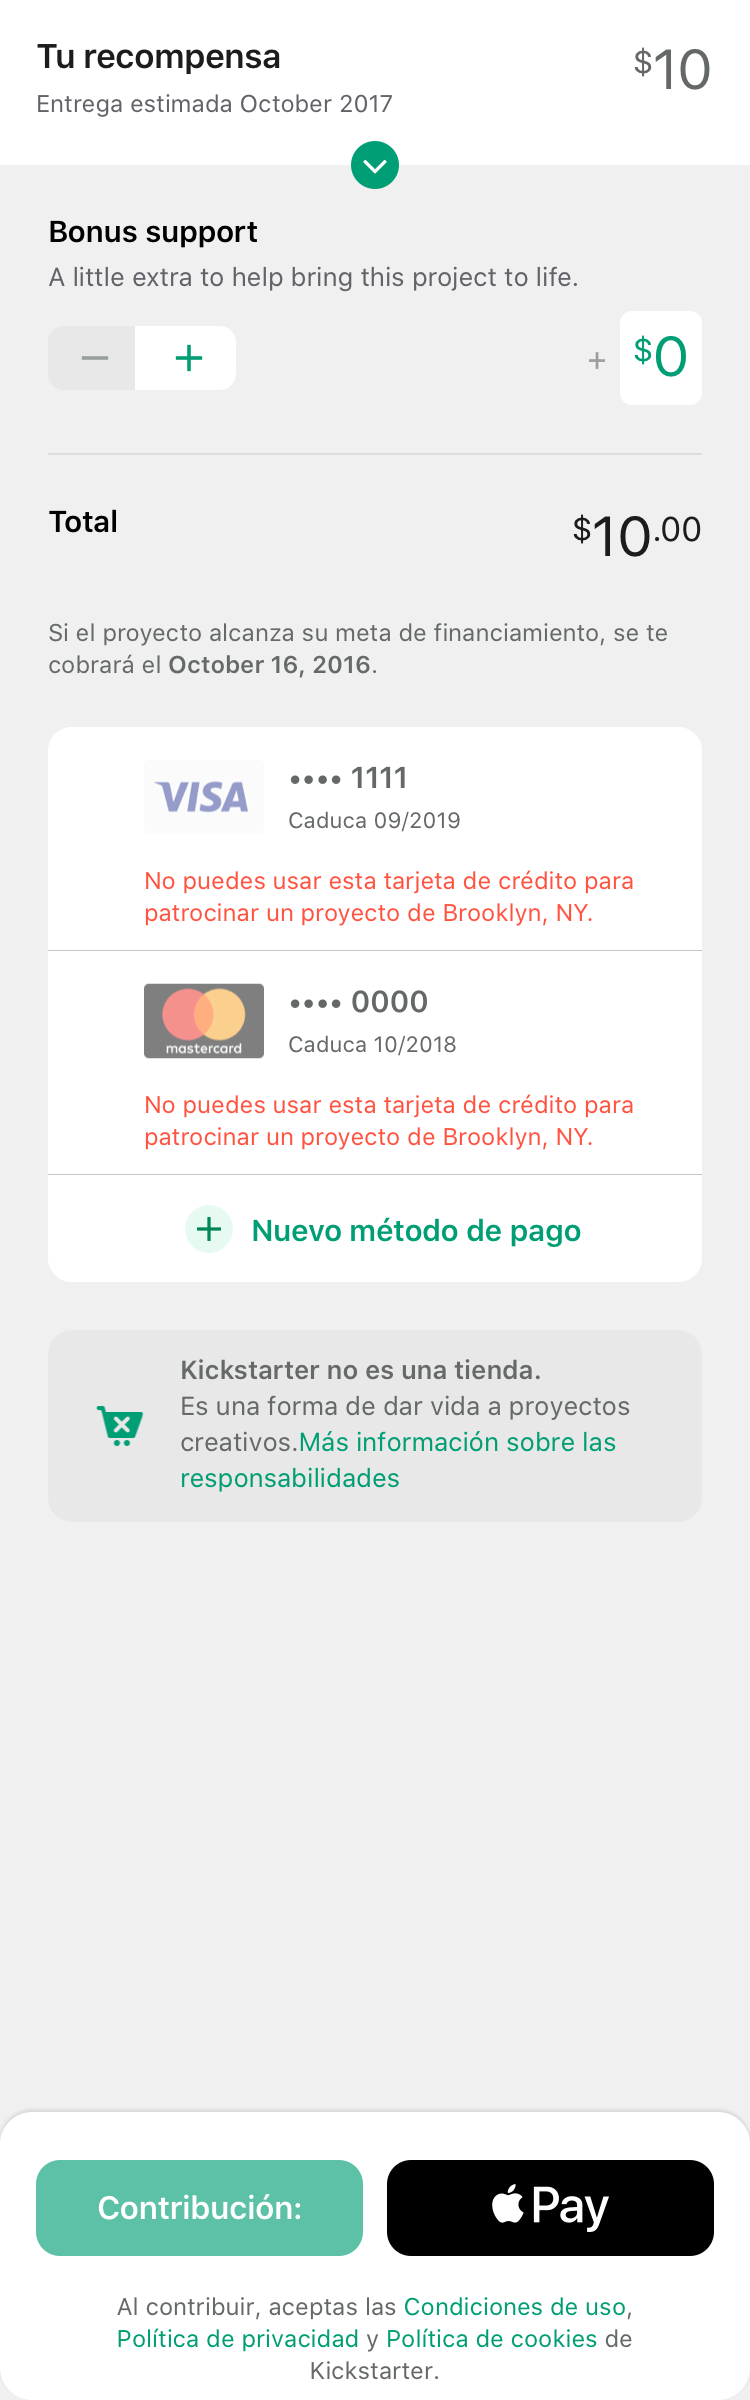 Tu recompensa
$10
Entrega estimada October 2017
Bonus support
A little extra to help bring this project to life.
− +
+ $0
Total
$10.00
Si el proyecto alcanza su meta de financiamiento, se te
cobrará el October 16, 2016.
VISA
•••• 1111
Caduca 09/2019
No puedes usar esta tarjeta de crédito para
patrocinar un proyecto de Brooklyn, NY.
mastercard
•••• 0000
Caduca 10/2018
No puedes usar esta tarjeta de crédito para
patrocinar un proyecto de Brooklyn, NY.
+ Nuevo método de pago
Kickstarter no es una tienda.
Es una forma de dar vida a proyectos
creativos.Más información sobre las
responsabilidades
Contribución:
Pay
Al contribuir, aceptas las Condiciones de uso,
Política de privacidad y Política de cookies de
Kickstarter.